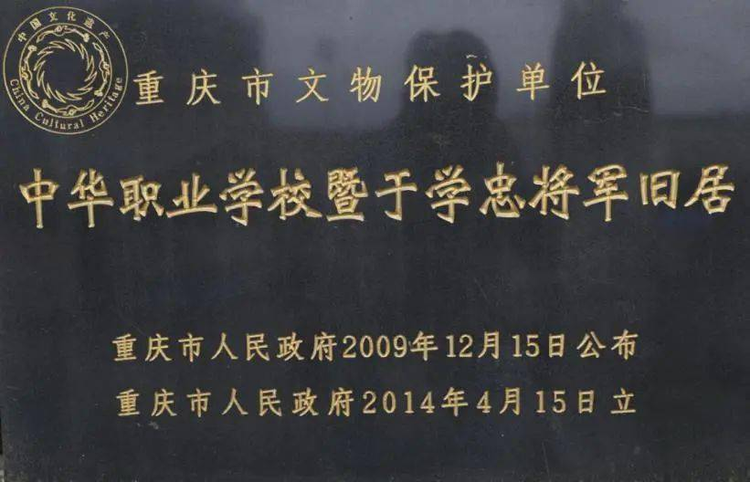 中国文化遗产
China Cultural Heritage
重庆市文物保护单位
中华职业学校暨于学忠将军旧居
重庆市人民政府2009年12月15日公布
重庆市人民政府2014年4月15日立